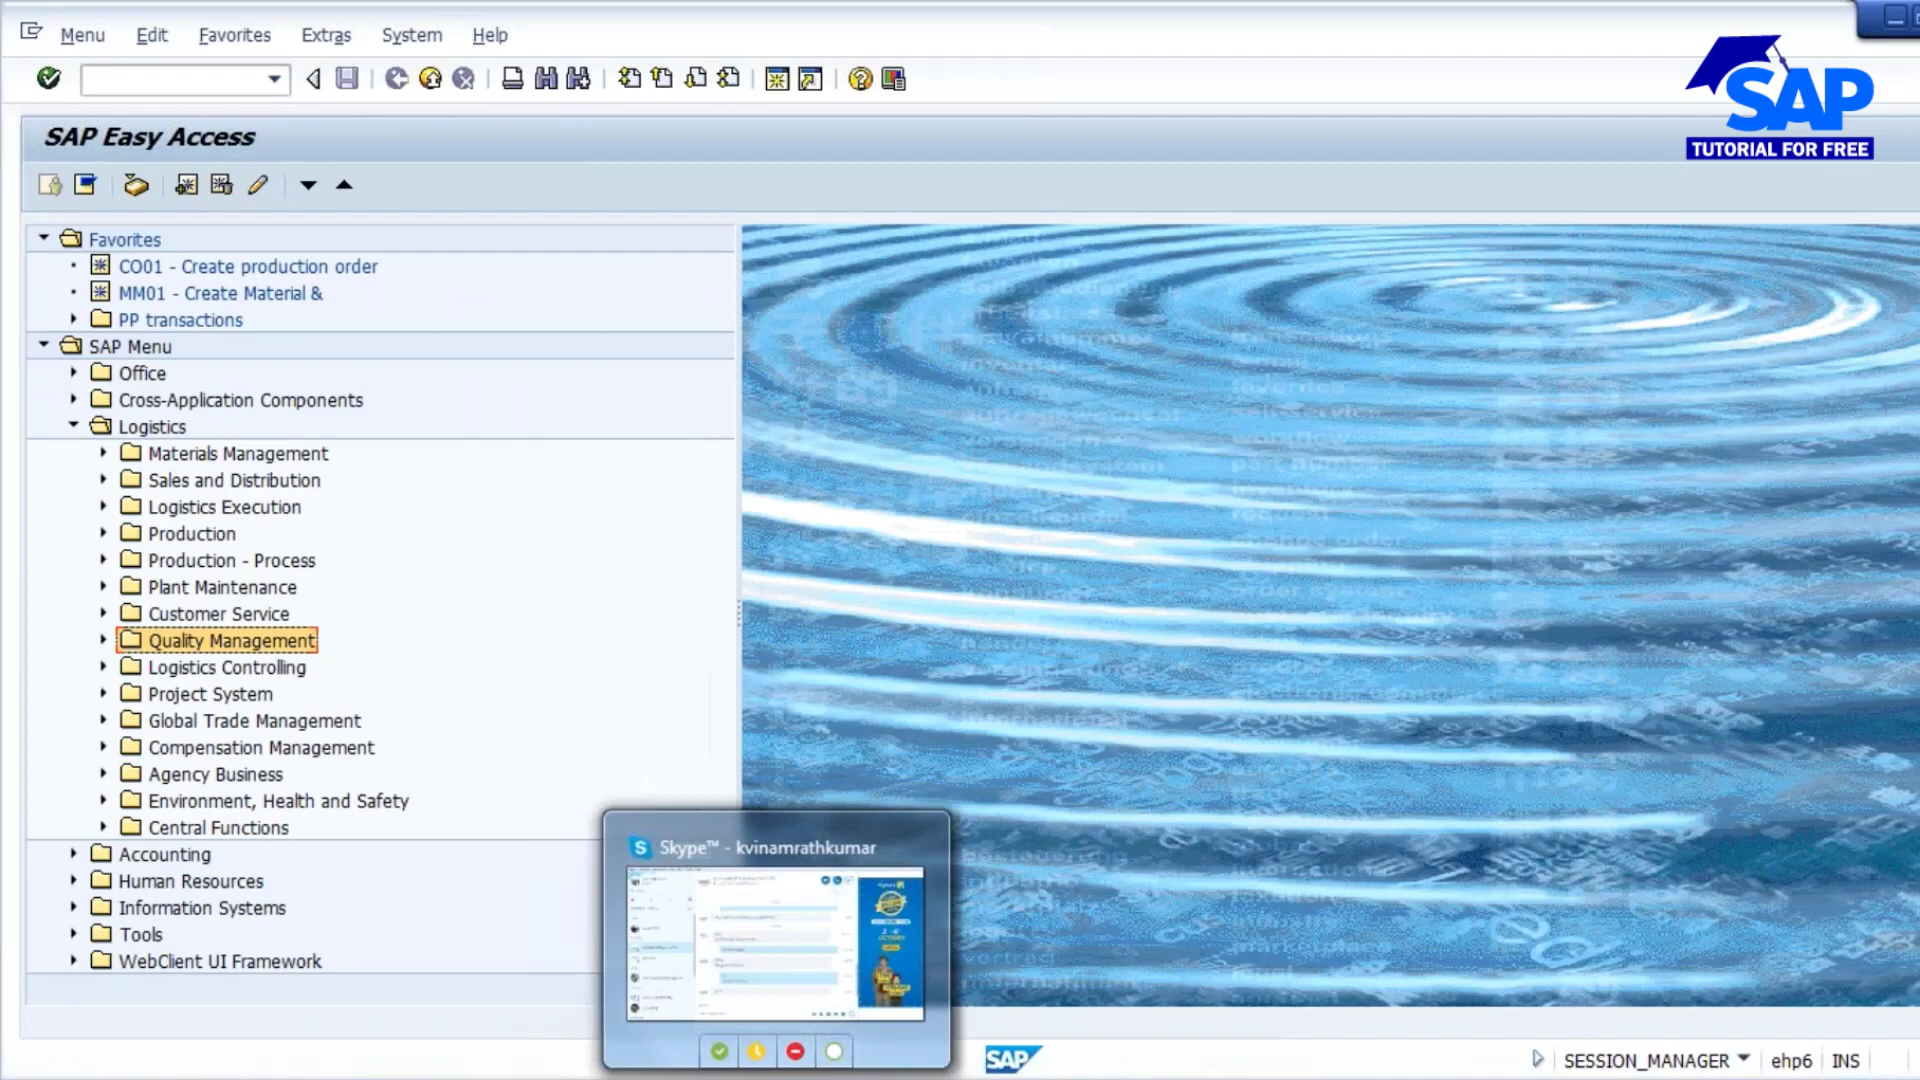 Menu Edit Favorites Extras System Help
SAP
TUTORIAL FOR FREE
SAP Easy Access
Favorites
CO01 - Create production order
MM01 - Create Material &
PP transactions
SAP Menu
Office
Cross-Application Components
Logistics
Materials Management
Sales and Distribution
Logistics Execution
Production
Production - Process
Plant Maintenance
Customer Service
Quality Management
Logistics Controlling
Project System
Global Trade Management
Compensation Management
Agency Business
Environment, Health and Safety
Central Functions
Accounting
Human Resources
Information Systems
Tools
WebClient UI Framework
Skype™ - kvinamrathkumar
SAP
SESSION_MANAGER ehp6 INS